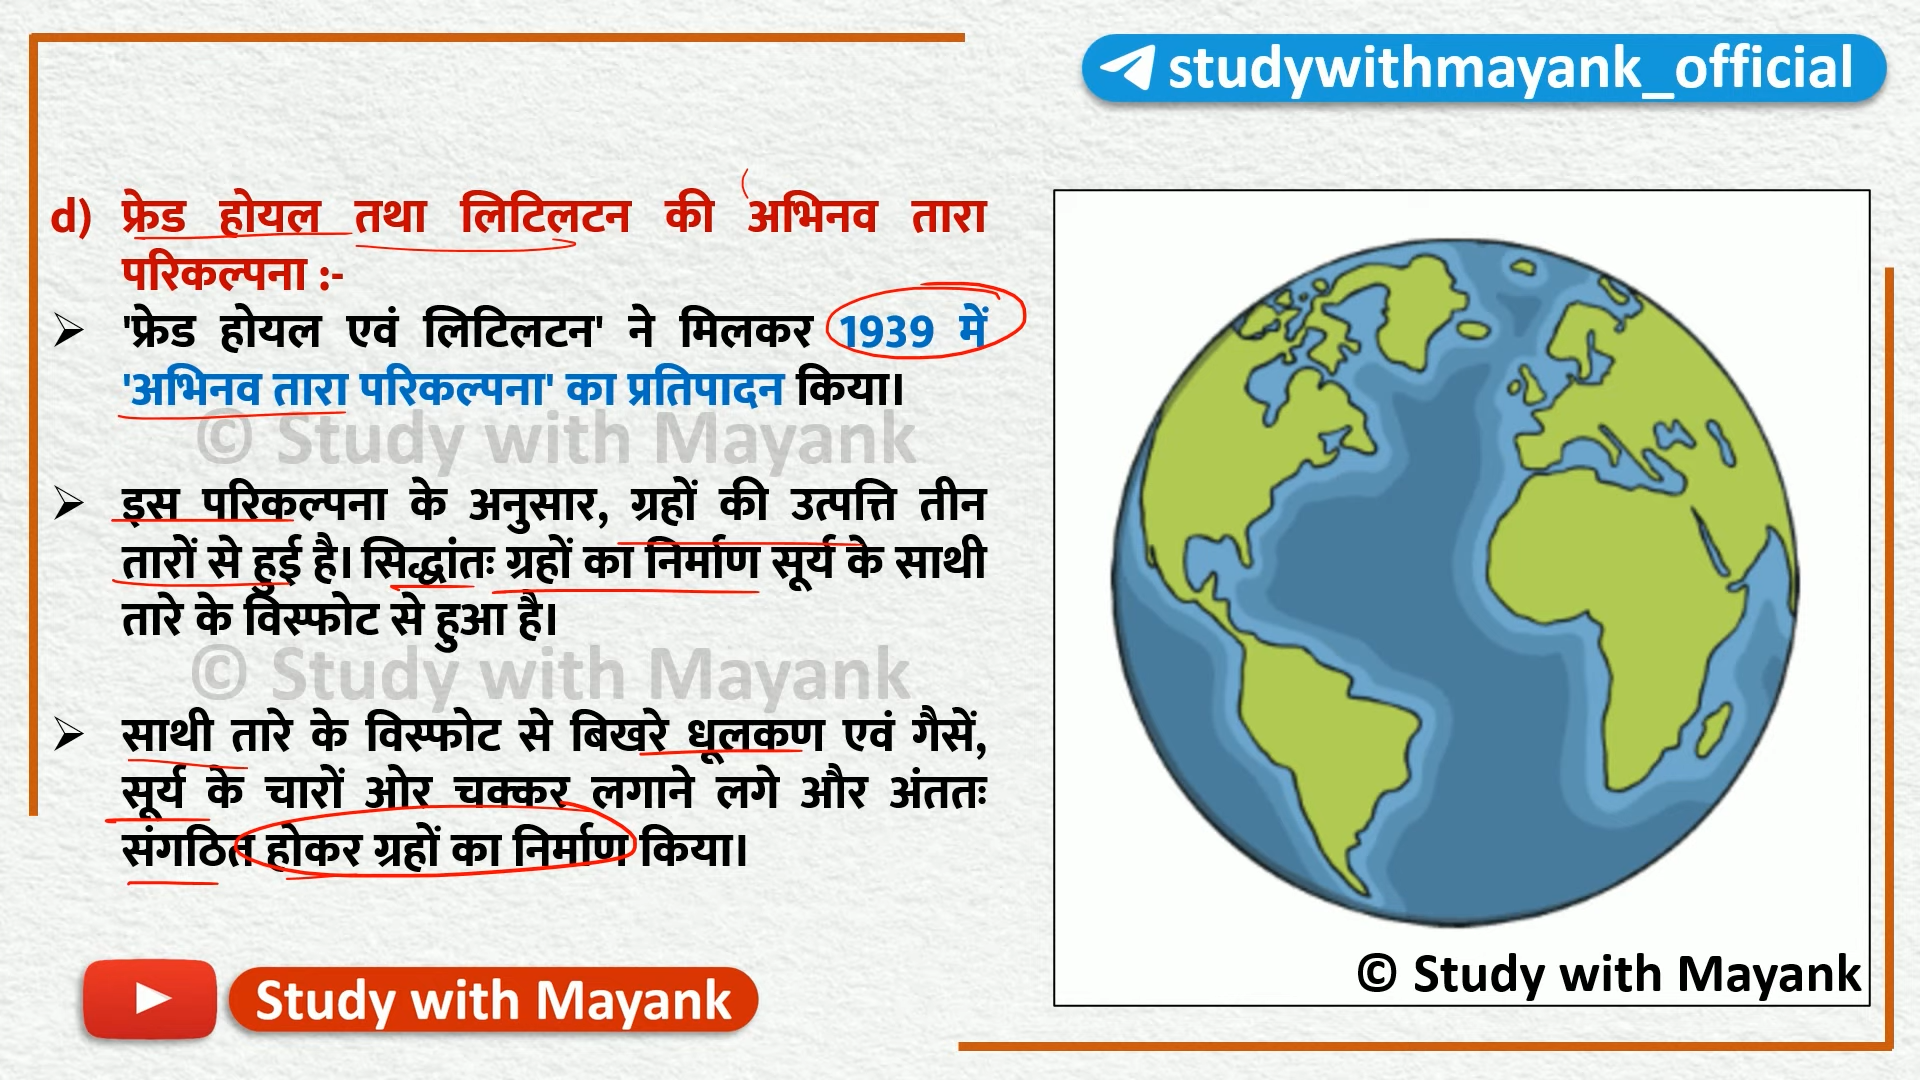 studywithmayank_official
d) फ्रेड होयल तथा लिटिलटन की अभिनव तारा
परिकल्पना :-
➢ 'फ्रेड होयल एवं लिटिलटन' ने मिलकर 1939 में
'अभिनव तारा परिकल्पना' का प्रतिपादन किया।
© Study with Mayank
➢ इस परिकल्पना के अनुसार, ग्रहों की उत्पत्ति तीन
तारों से हुई है। सिद्धांतः ग्रहों का निर्माण सूर्य के साथी
तारे के विस्फोट से हुआ है।
© Study with Mayank
➢ साथी तारे के विस्फोट से बिखरे धूलकण एवं गैसें,
सूर्य के चारों ओर चक्कर लगाने लगे और अंततः
संगठित होकर ग्रहों का निर्माण किया।
© Study with Mayank
Study with Mayank